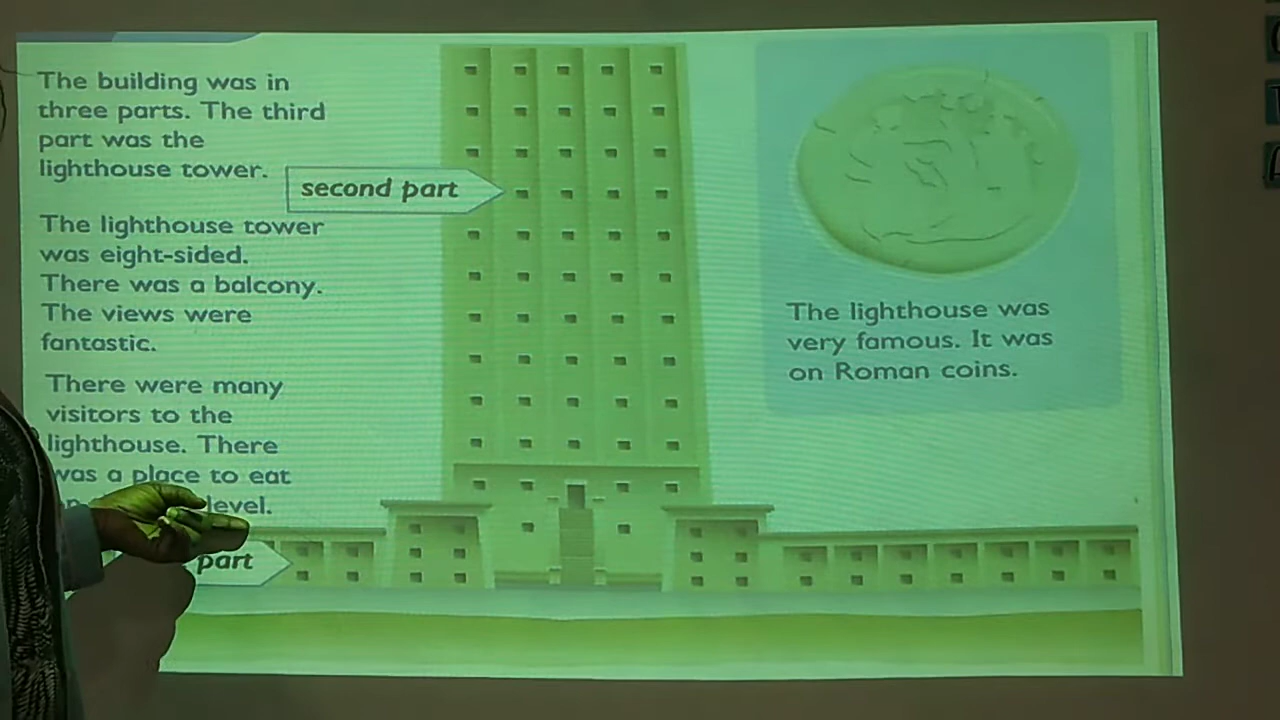 The building was in
three parts. The third
part was the
lighthouse tower.
second part
The lighthouse tower
was eight-sided.
There was a balcony.
The views were
fantastic.
There were many
visitors to the
lighthouse. There
was a place to eat
level.
part
The lighthouse was
very famous. It was
on Roman coins.